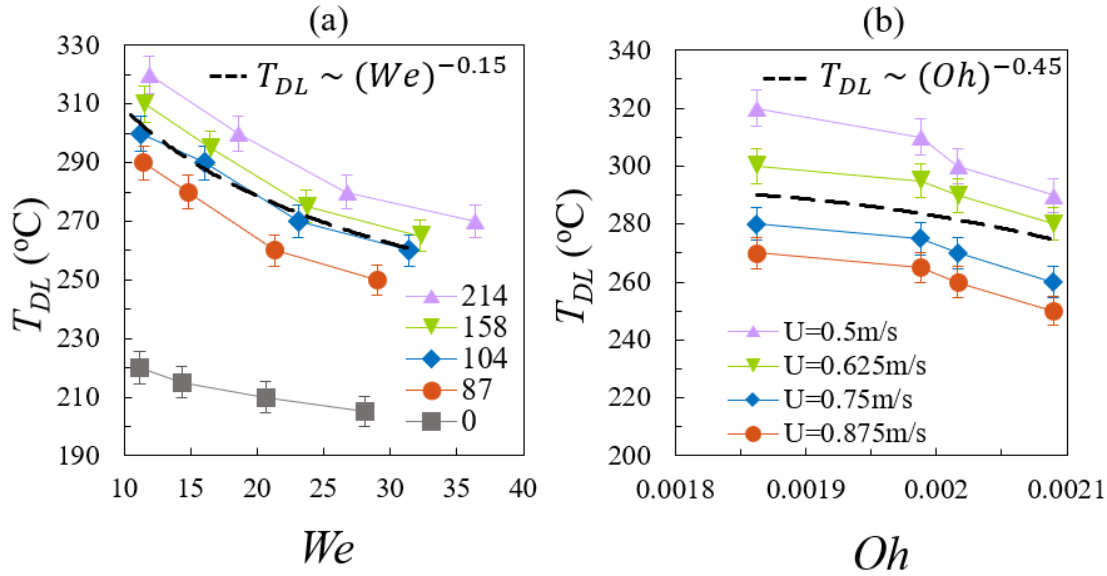 (a)
330
310
290
270
250
230
210
190
T_DL (°C)
T_DL ~ (We)^−0.15
214
158
104
87
0
10 15 20 25 30 35 40
We
(b)
340
320
300
280
260
240
220
200
T_DL (°C)
T_DL ~ (Oh)^−0.45
U=0.5m/s
U=0.625m/s
U=0.75m/s
U=0.875m/s
0.0018 0.0019 0.002 0.0021
Oh